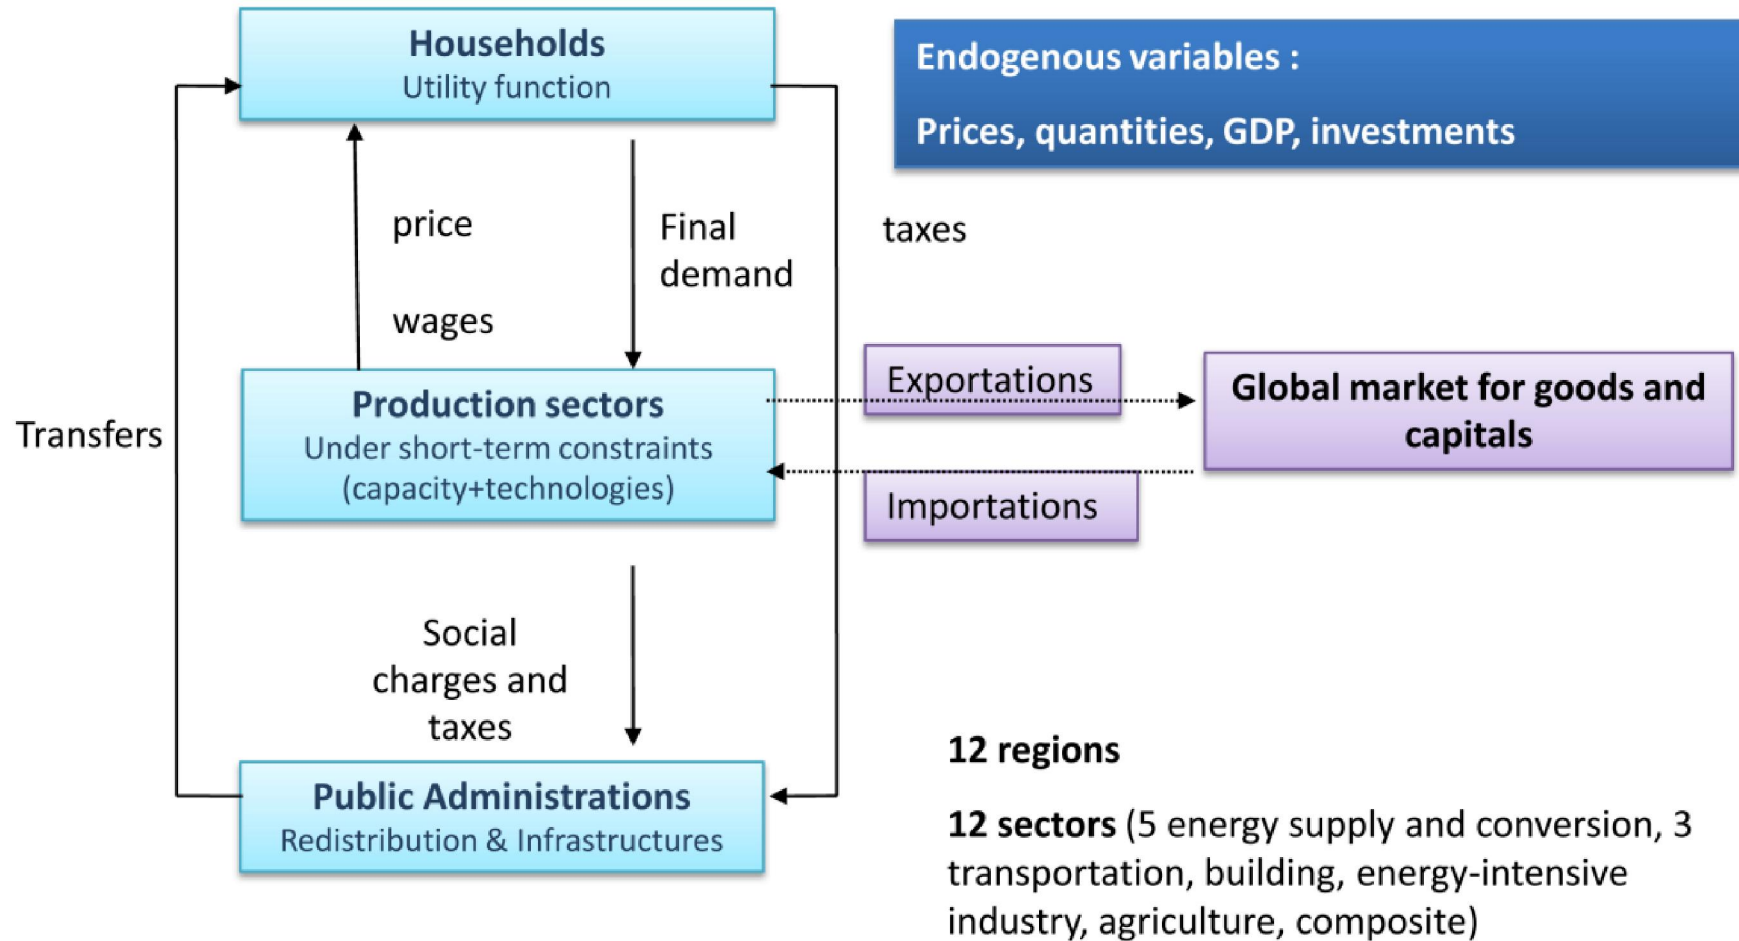 Households
Utility function
Endogenous variables :
Prices, quantities, GDP, investments
price
wages
Final
demand
taxes
Transfers
Production sectors
Under short-term constraints
(capacity+technologies)
Exportations
Importations
Global market for goods and
capitals
Social
charges and
taxes
Public Administrations
Redistribution & Infrastructures
12 regions
12 sectors (5 energy supply and conversion, 3
transportation, building, energy-intensive
industry, agriculture, composite)